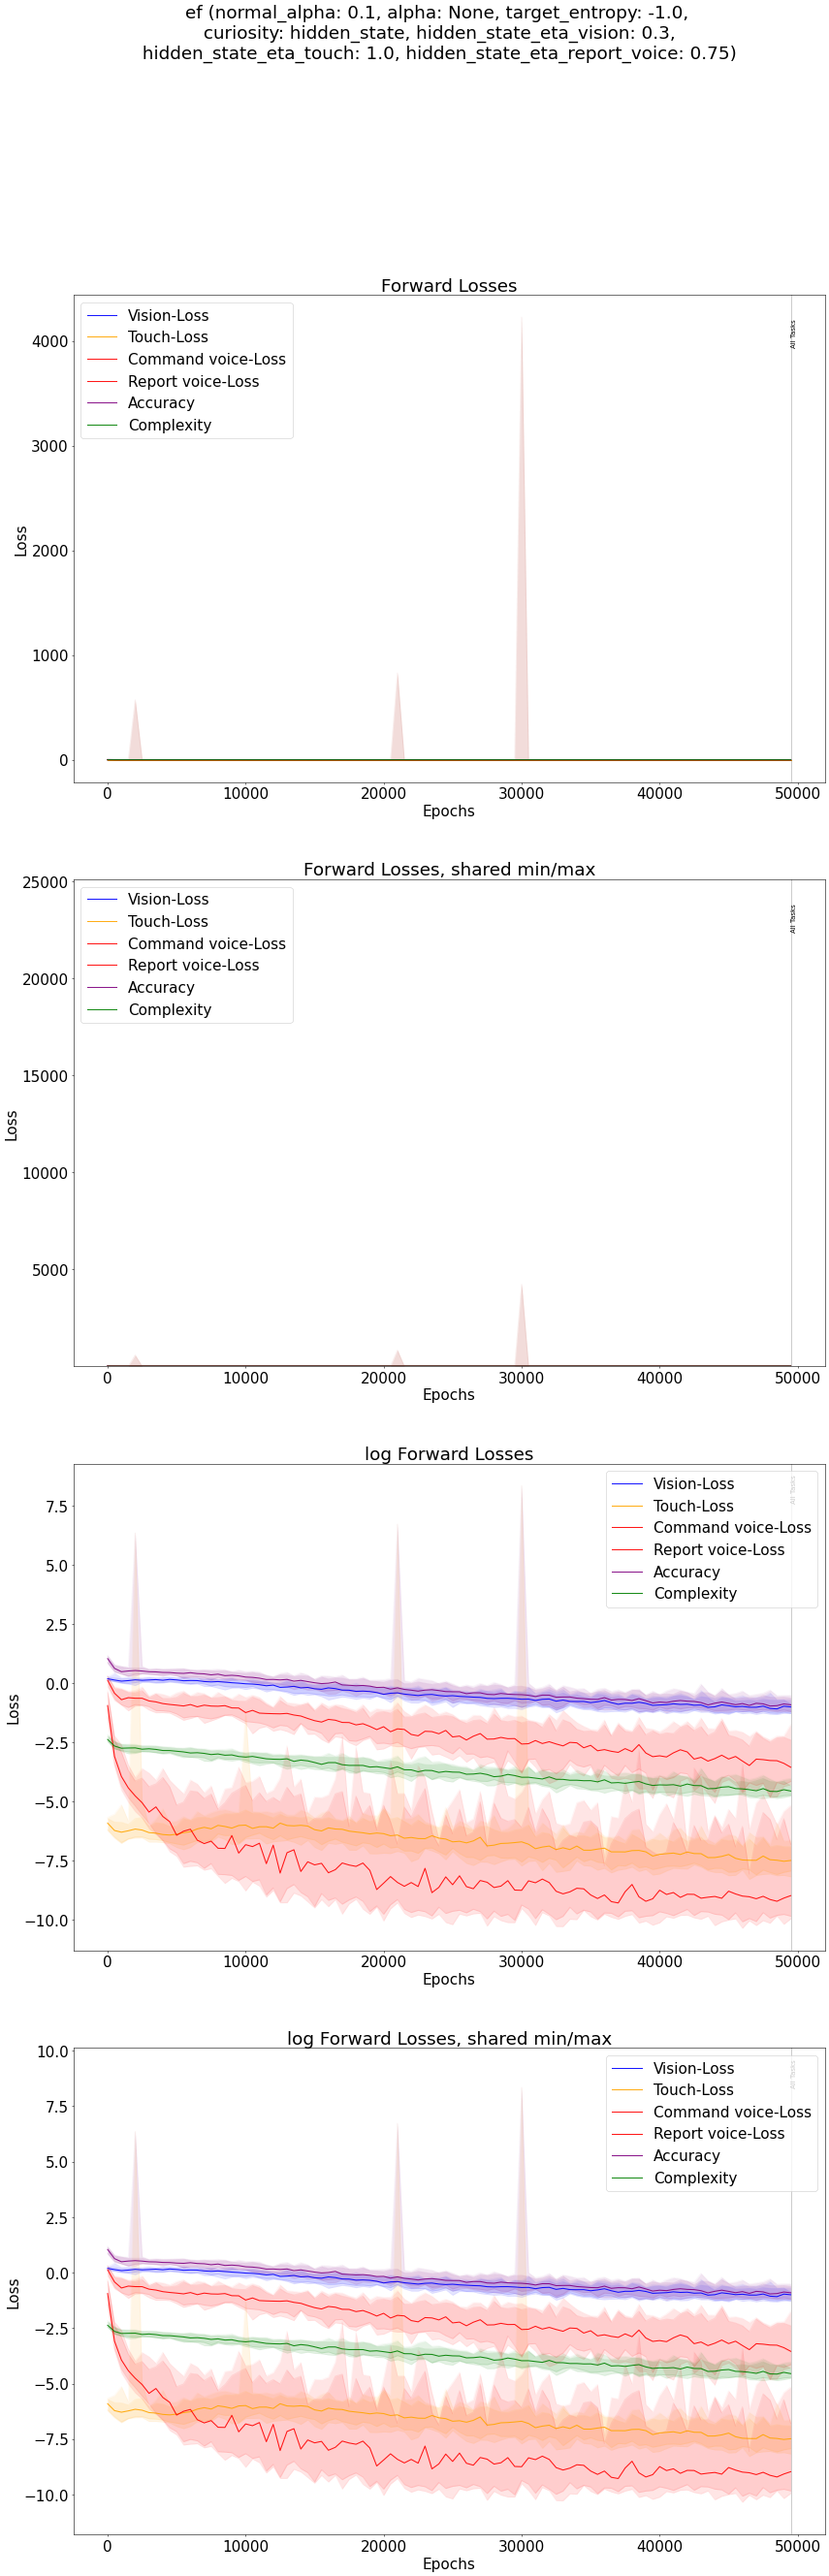 ef (normal_alpha: 0.1, alpha: None, target_entropy: -1.0,
curiosity: hidden_state, hidden_state_eta_vision: 0.3,
hidden_state_eta_touch: 1.0, hidden_state_eta_report_voice: 0.75)
Forward Losses
Vision-Loss
Touch-Loss
Command voice-Loss
Report voice-Loss
Accuracy
Complexity
All Tasks
4000
3000
2000
1000
0
Loss
0 10000 20000 30000 40000 50000
Epochs
Forward Losses, shared min/max
Vision-Loss
Touch-Loss
Command voice-Loss
Report voice-Loss
Accuracy
Complexity
All Tasks
25000
20000
15000
10000
5000
Loss
0 10000 20000 30000 40000 50000
Epochs
log Forward Losses
Vision-Loss
Touch-Loss
Command voice-Loss
Report voice-Loss
Accuracy
Complexity
All Tasks
7.5
5.0
2.5
0.0
−2.5
−5.0
−7.5
−10.0
Loss
0 10000 20000 30000 40000 50000
Epochs
log Forward Losses, shared min/max
Vision-Loss
Touch-Loss
Command voice-Loss
Report voice-Loss
Accuracy
Complexity
All Tasks
10.0
7.5
5.0
2.5
0.0
−2.5
−5.0
−7.5
−10.0
Loss
0 10000 20000 30000 40000 50000
Epochs